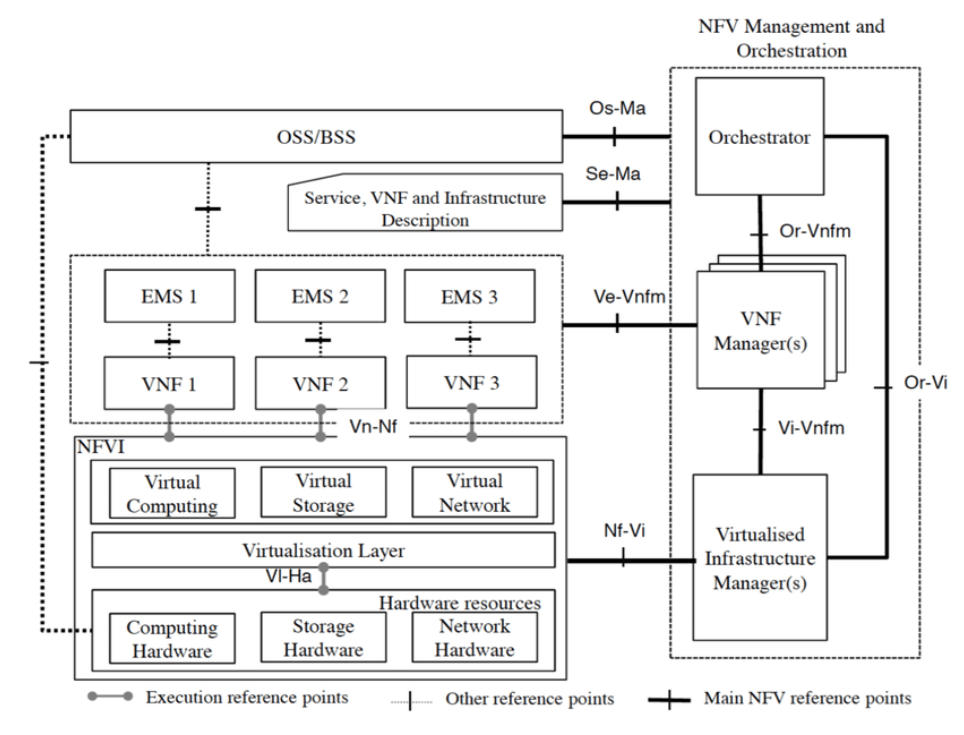 NFV Management and
Orchestration
Os-Ma
OSS/BSS
Orchestrator
Se-Ma
Service, VNF and Infrastructure
Description
Or-Vnfm
EMS 1
EMS 2
EMS 3
Ve-Vnfm
VNF
Manager(s)
VNF 1
VNF 2
VNF 3
Or-Vi
Vn-Nf
Vi-Vnfm
NFVI
Virtual
Computing
Virtual
Storage
Virtual
Network
Nf-Vi
Virtualised
Infrastructure
Manager(s)
Virtualisation Layer
Vl-Ha
Hardware resources
Computing
Hardware
Storage
Hardware
Network
Hardware
Execution reference points
Other reference points
Main NFV reference points